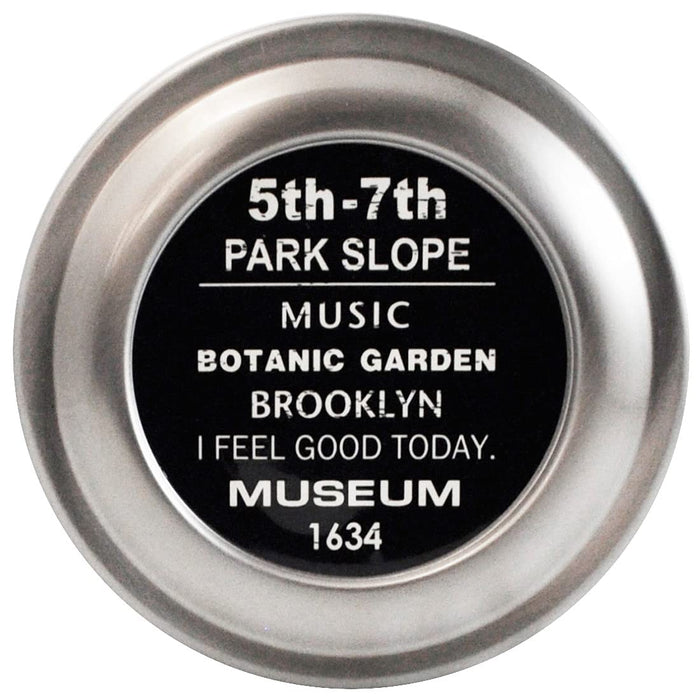 5th-7th
PARK SLOPE
MUSIC
BOTANIC GARDEN
BROOKLYN
I FEEL GOOD TODAY.
MUSEUM
1634